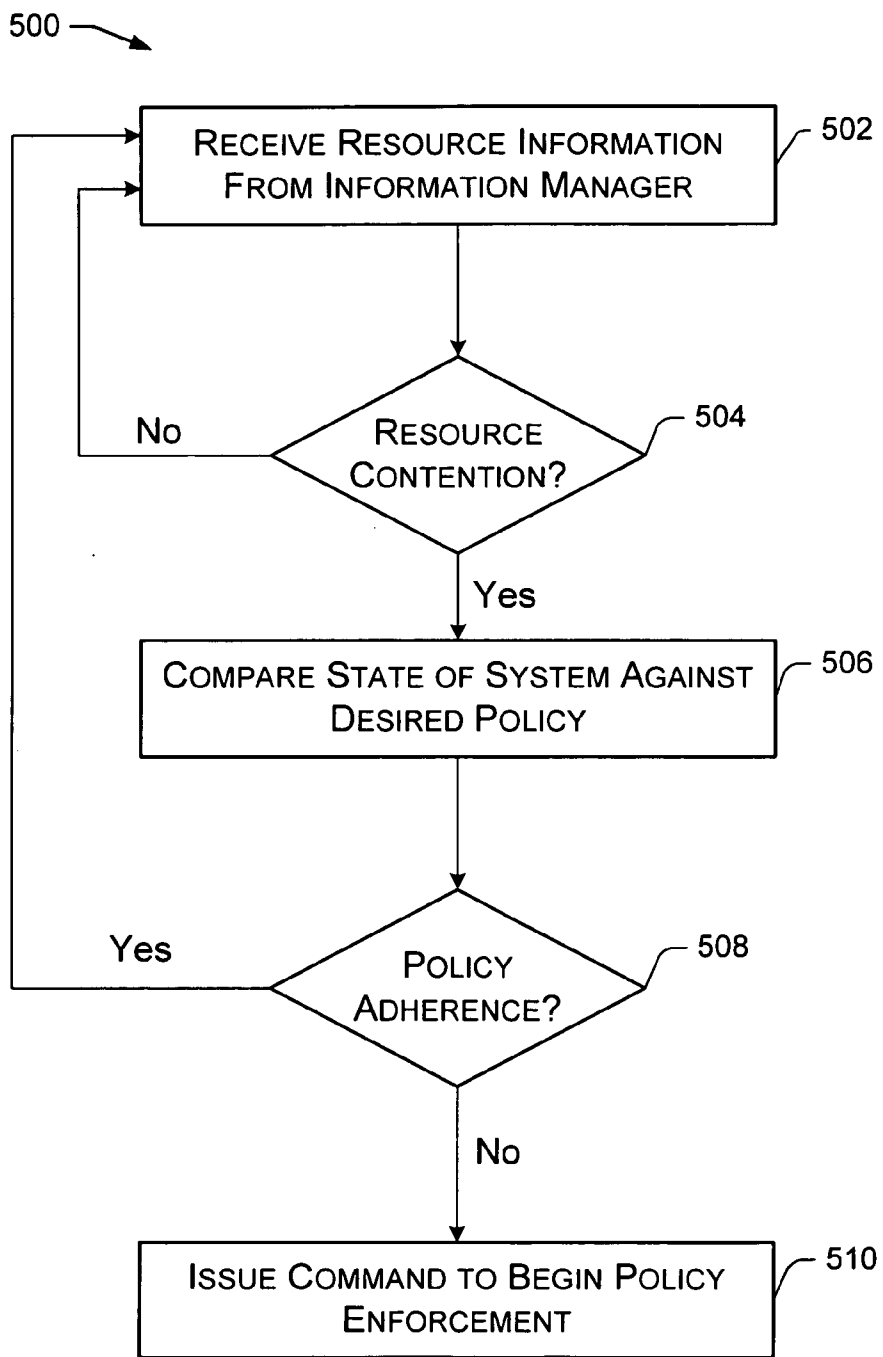 500
RECEIVE RESOURCE INFORMATION
FROM INFORMATION MANAGER
502
RESOURCE
CONTENTION?
504
No
Yes
COMPARE STATE OF SYSTEM AGAINST
DESIRED POLICY
506
POLICY
ADHERENCE?
508
Yes
No
ISSUE COMMAND TO BEGIN POLICY
ENFORCEMENT
510